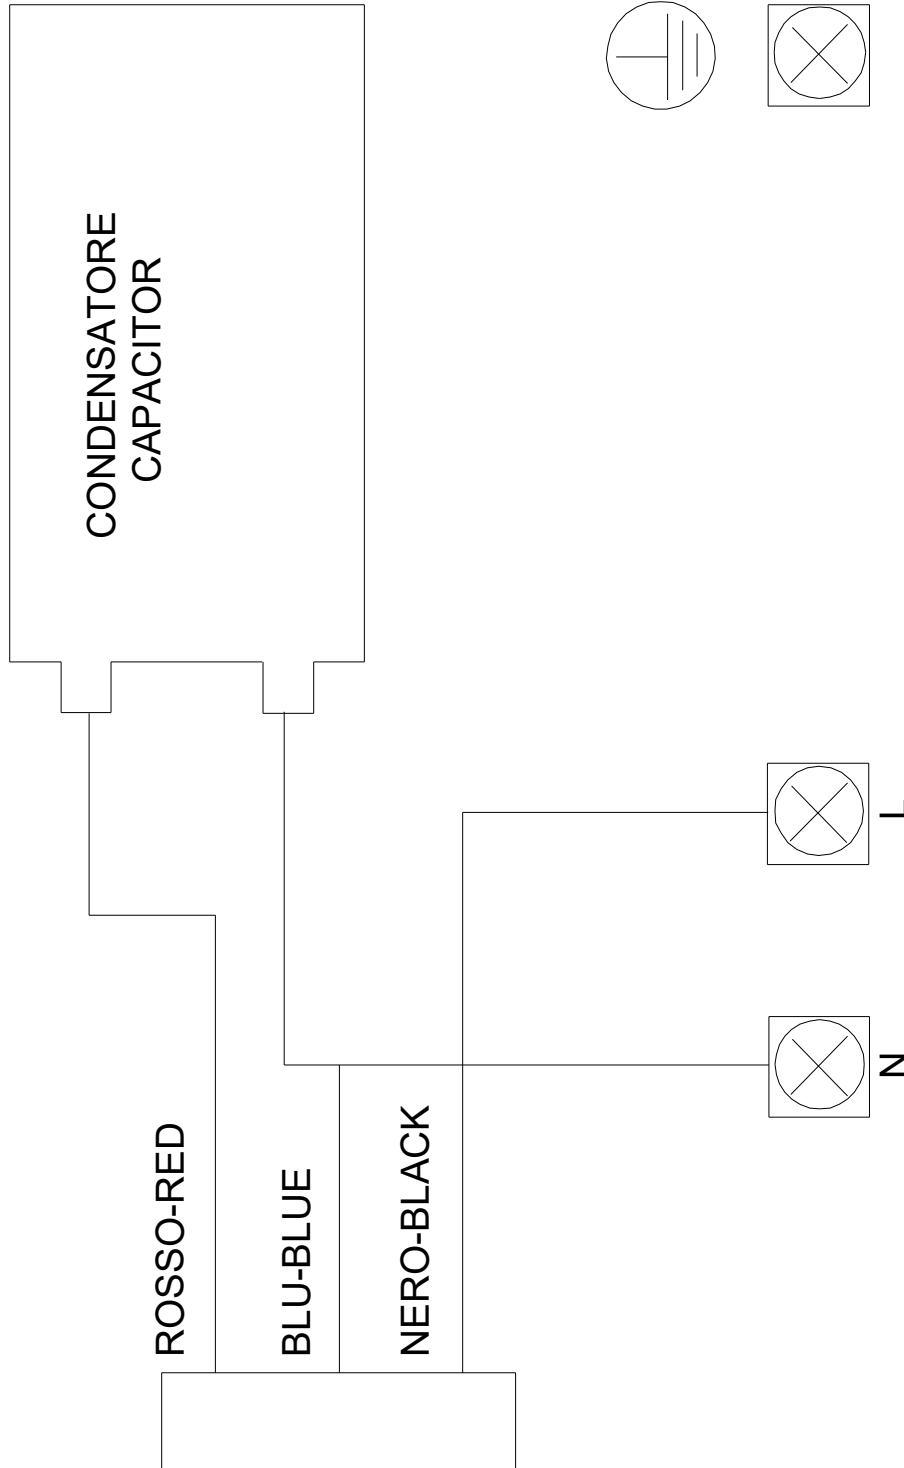 CONDENSATORE
CAPACITOR
ROSSO-RED
BLU-BLUE
NERO-BLACK
L
N